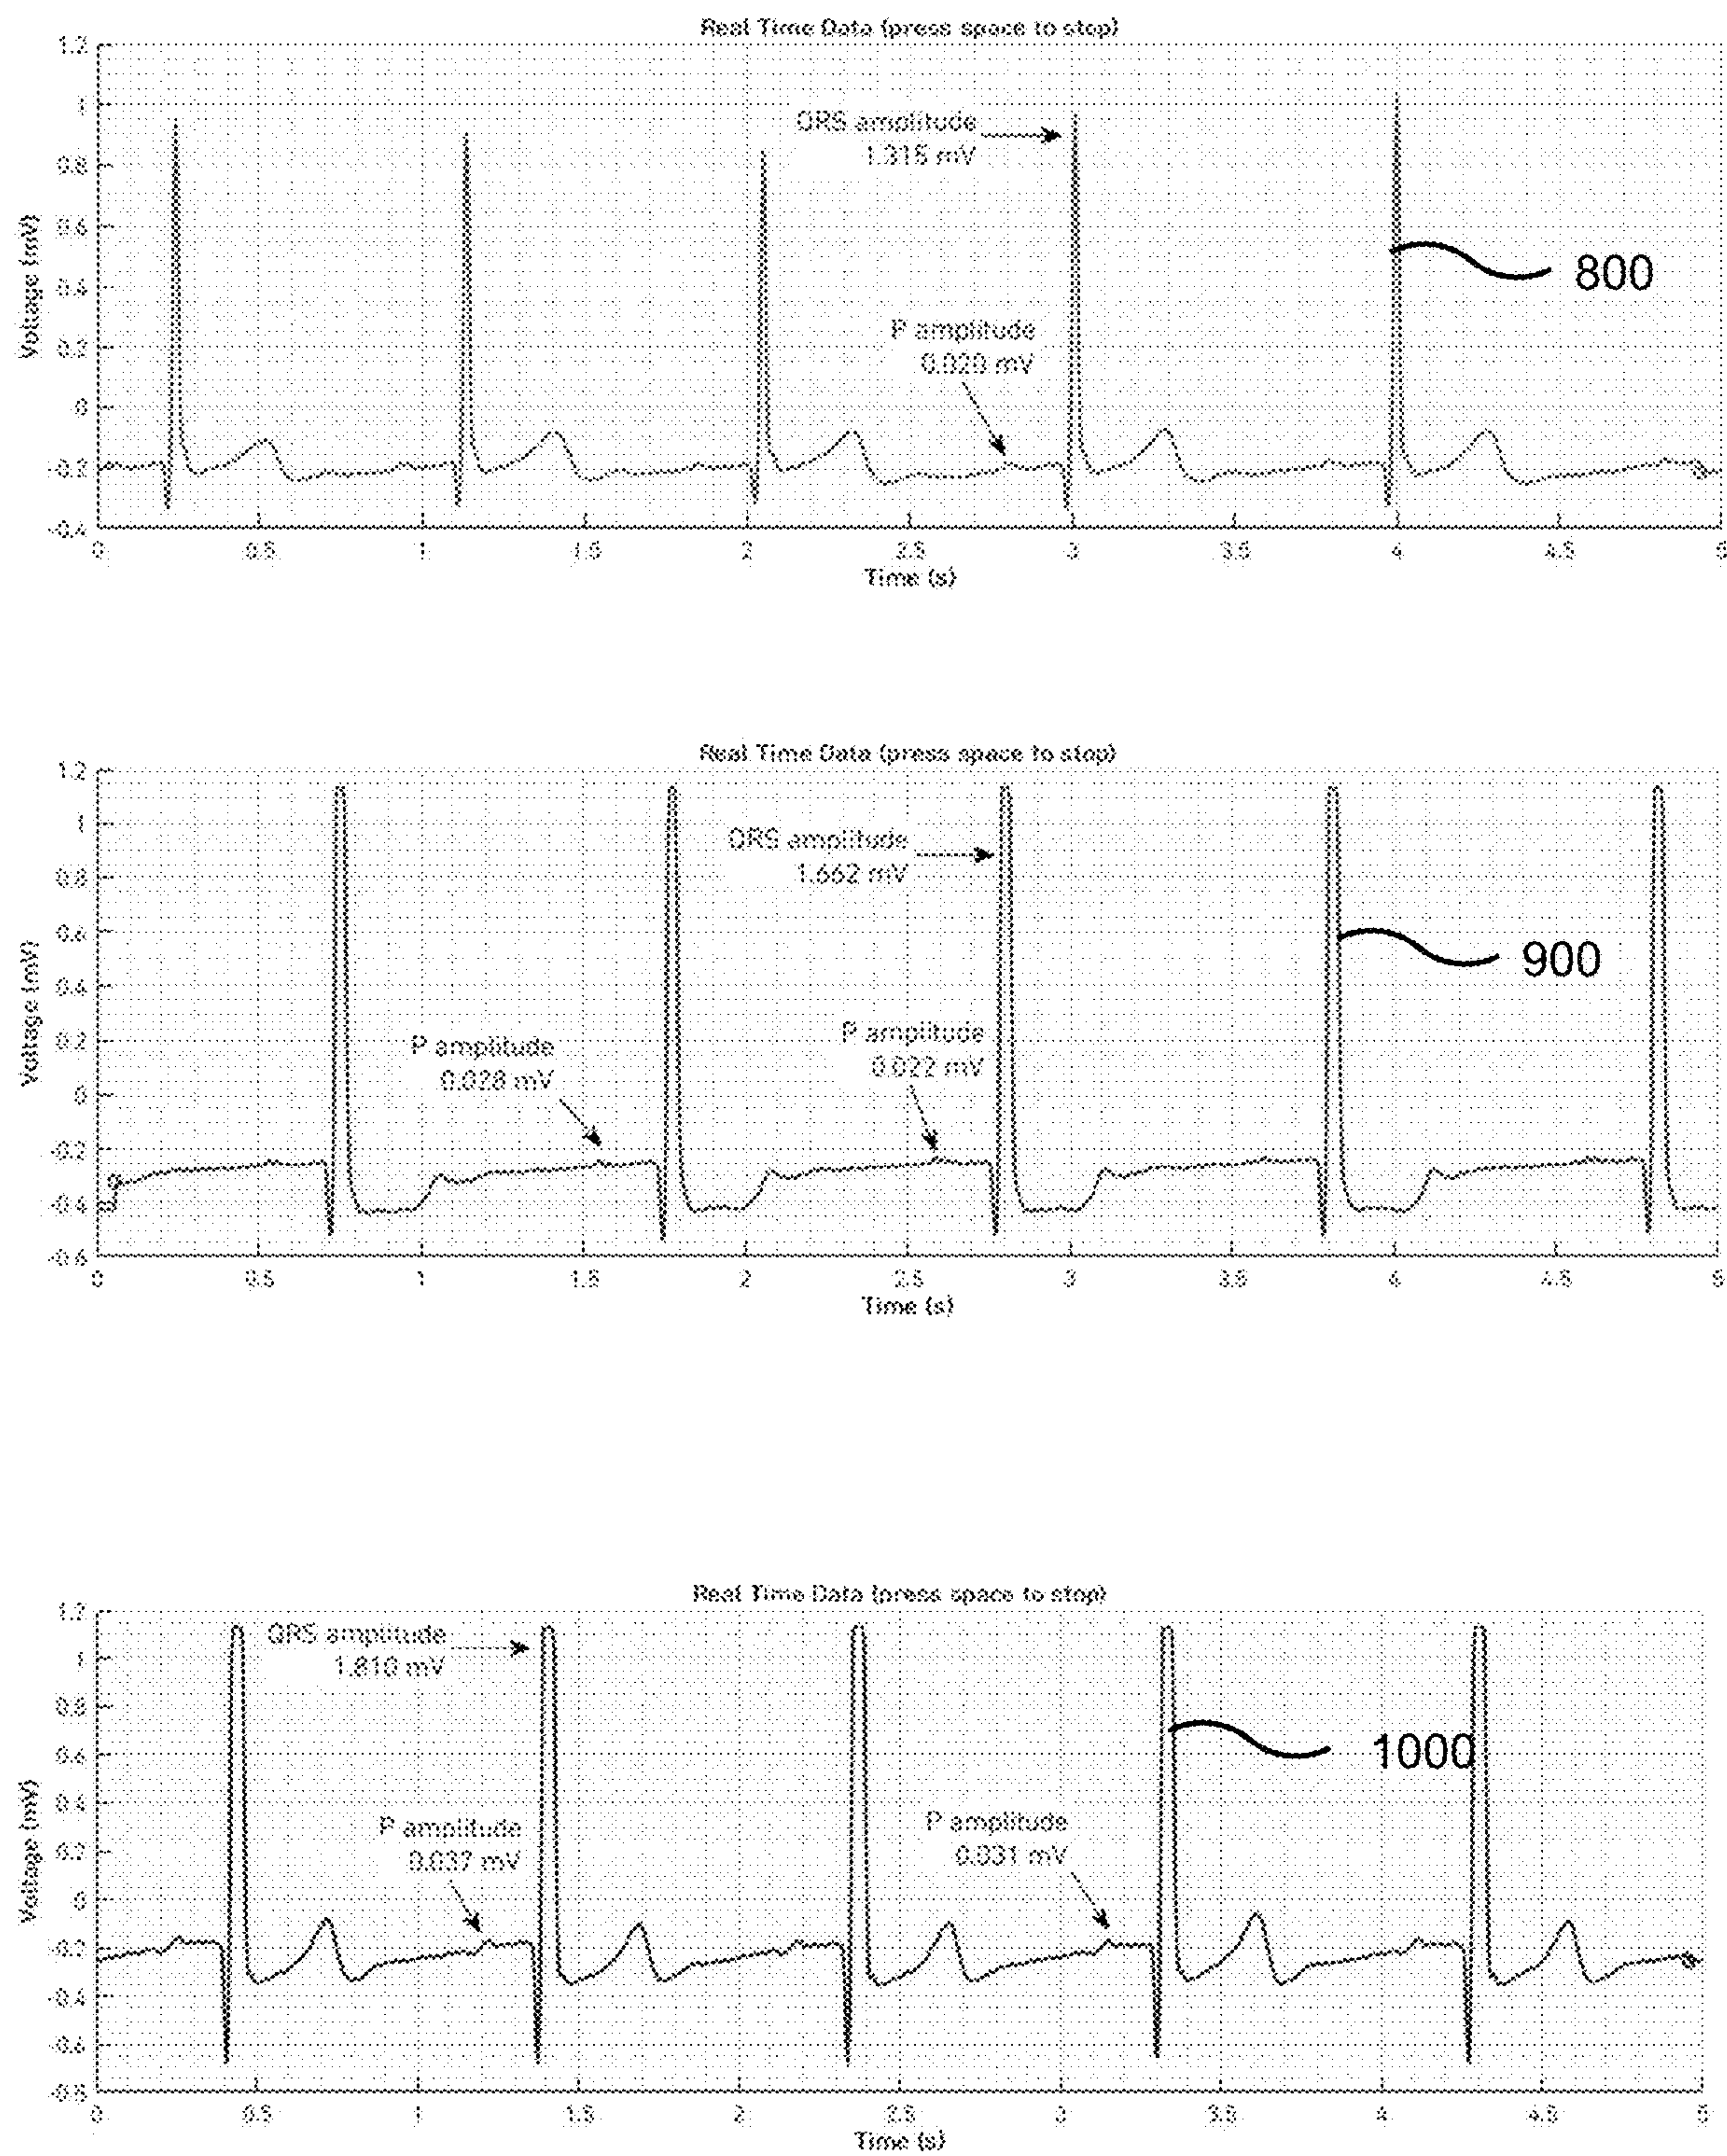 Real Time Data (press space to stop)
1.2
1
0.8
0.6
0.4
0.2
0
-0.2
-0.4
Voltage (mV)
QRS amplitude
1.315 mV
P amplitude
0.020 mV
800
0 0.5 1 1.5 2 2.5 3 3.5 4 4.5 5
Time (s)
Real Time Data (press space to stop)
1.2
1
0.8
0.6
0.4
0.2
0
-0.2
-0.4
-0.6
Voltage (mV)
QRS amplitude
1.662 mV
P amplitude
0.028 mV
P amplitude
0.022 mV
900
0 0.5 1 1.5 2 2.5 3 3.5 4 4.5 5
Time (s)
Real Time Data (press space to stop)
1.2
1
0.8
0.6
0.4
0.2
0
-0.2
-0.4
-0.6
-0.8
Voltage (mV)
QRS amplitude
1.810 mV
P amplitude
0.037 mV
P amplitude
0.031 mV
1000
0 0.5 1 1.5 2 2.5 3 3.5 4 4.5 5
Time (s)